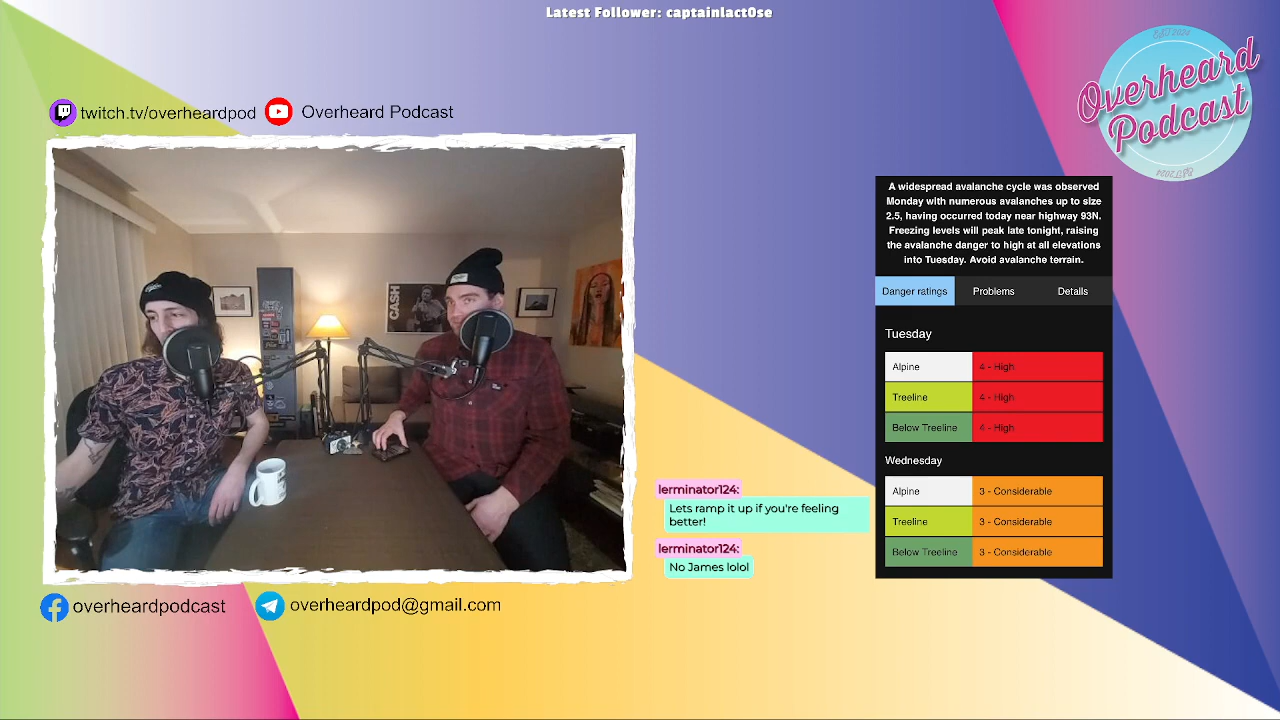 Latest Follower: captainlact0se
Overheard
Podcast
twitch.tv/overheardpod
Overheard Podcast
CASH
A widespread avalanche cycle was observed
Monday with numerous avalanches up to size
2.5, having occurred today near highway 93N.
Freezing levels will peak late tonight, raising
the avalanche danger to high at all elevations
into Tuesday. Avoid avalanche terrain.
Danger ratings Problems Details
Tuesday
Alpine 4 - High
Treeline 4 - High
Below Treeline 4 - High
Wednesday
Alpine 3 - Considerable
Treeline 3 - Considerable
Below Treeline 3 - Considerable
lerminator124:
Lets ramp it up if you're feeling
better!
lerminator124:
No James lolol
overheardpodcast
overheardpod@gmail.com